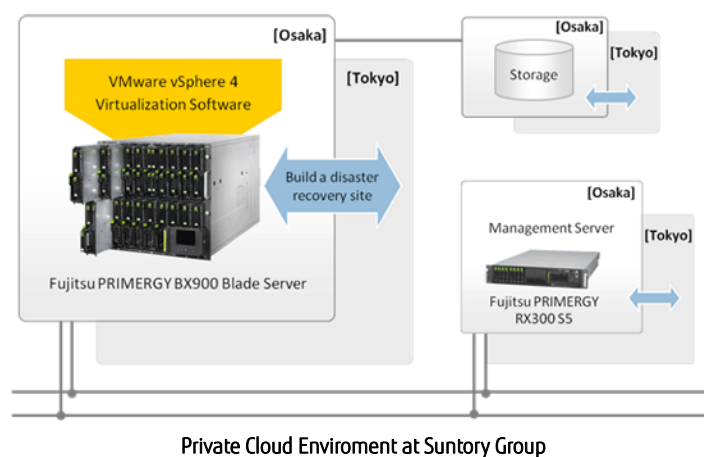 [Osaka]
[Tokyo]
VMware vSphere 4
Virtualization Software
Build a disaster
recovery site
Fujitsu PRIMERGY BX900 Blade Server
[Osaka]
[Tokyo]
Storage
[Osaka]
[Tokyo]
Management Server
Fujitsu PRIMERGY
RX300 S5
Private Cloud Enviroment at Suntory Group